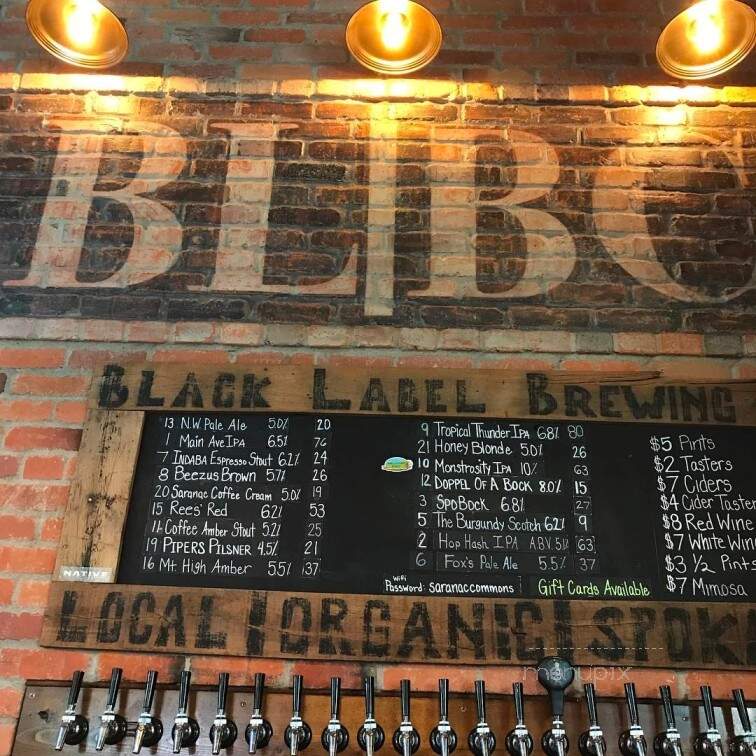 BL|BC
BLACK LABEL BREWING
13 N.W. Pale Ale 5.0% 20
1 Main Ave IPA 6.5% 76
7 INDABA Espresso Stout 6.2% 24
8 Beezus Brown 5.7% 26
20 Saranac Coffee Cream 5.0% 19
15 Rees' Red 6.2% 53
11 Coffee Amber Stout 5.2% 25
19 PIPERS PILSNER 4.5% 21
16 Mt. High Amber 5.5% 37
9 Tropical Thunder IPA 6.8% 80
21 Honey Blonde 5.0% 26
10 Monstrosity IPA 10% 63
12 DOPPEL OF A BOCK 8.0% 15
3 SPOBOCK 6.8% 27
5 The Burgundy Scotch 6.2% 9
2 Hop Hash IPA A.B.V. 5% 63
6 Fox's Pale Ale 5.5% 37
Wifi
Password: saranaccommons
Gift Cards Available
$5 Pints
$2 Tasters
$7 Ciders
$4 Cider Taster
$8 Red Wine
$7 White Win
$3 1/2 Pints
$7 Mimosa
NATIVE
LOCAL | ORGANIC | SPOK
menupix